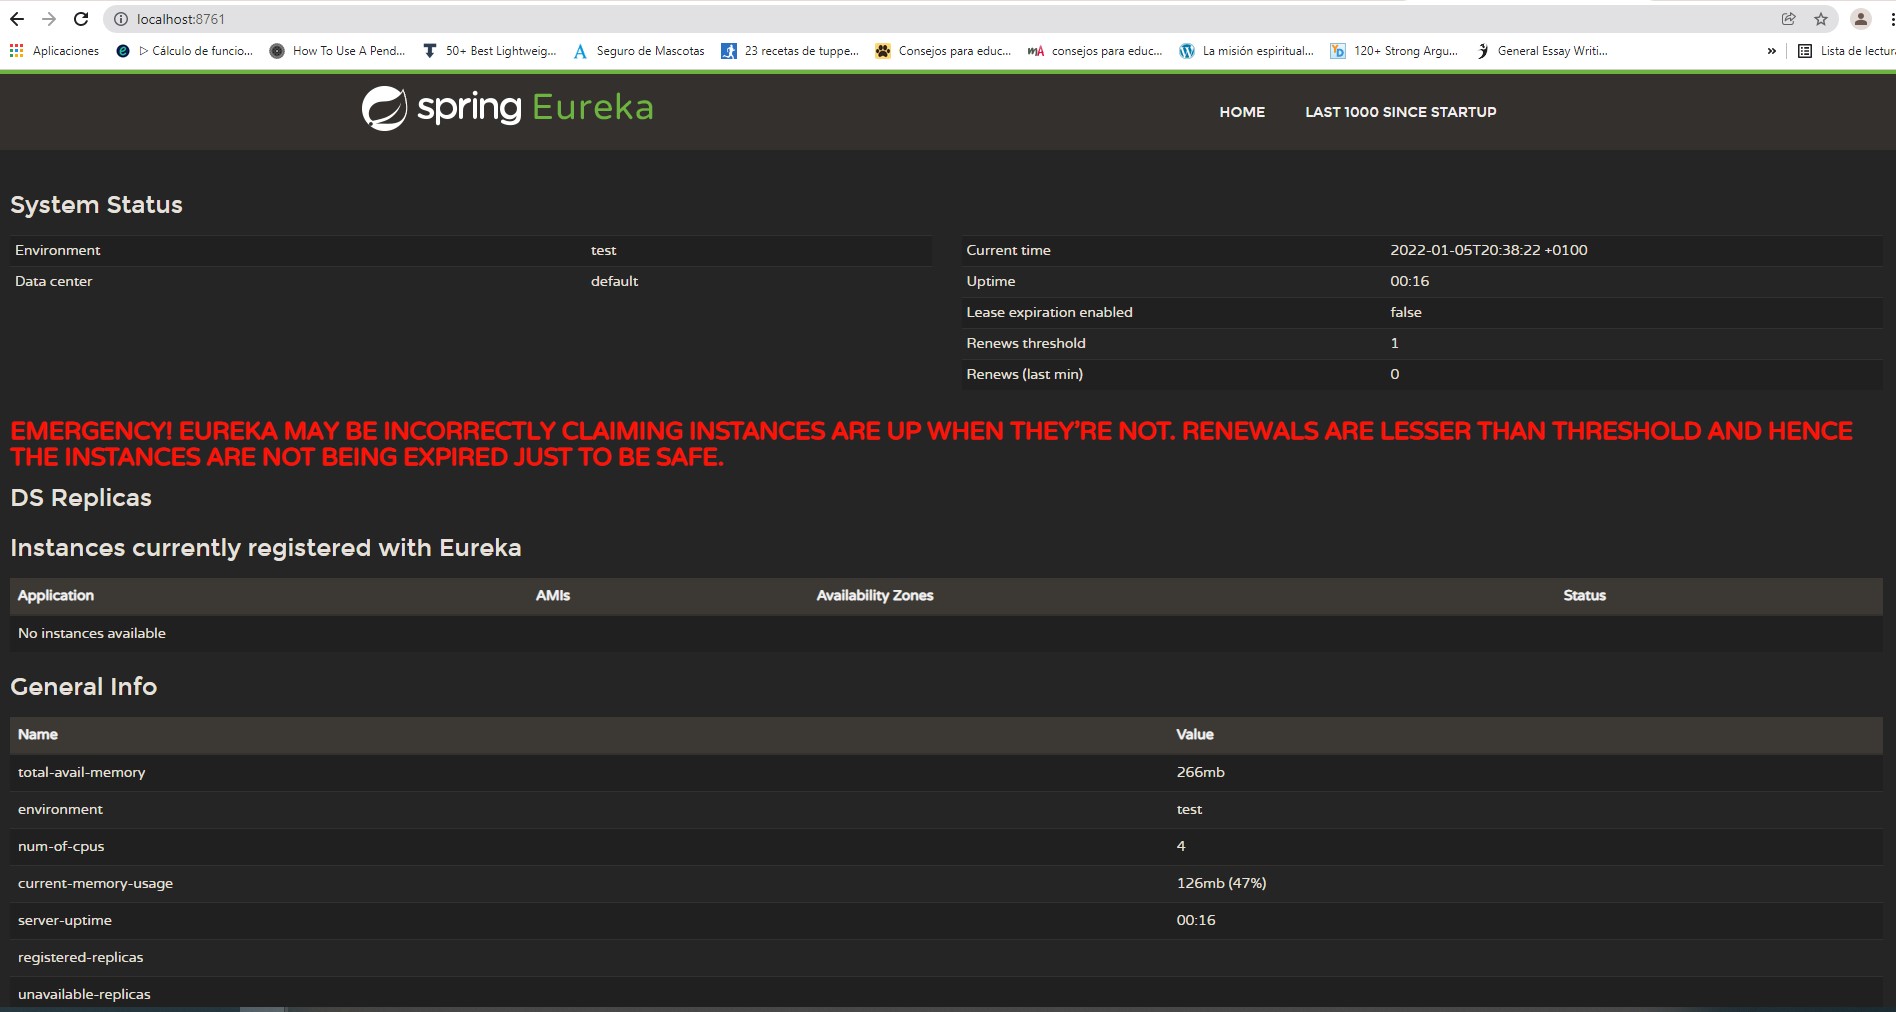 localhost:8761
Aplicaciones ▷ Cálculo de funcio... How To Use A Pend... 50+ Best Lightweig... Seguro de Mascotas 23 recetas de tuppe... Consejos para educ... mA consejos para educ... La misión espiritual... YD 120+ Strong Argu... General Essay Writi... » Lista de lectura
spring Eureka HOME LAST 1000 SINCE STARTUP
System Status
Environment test
Data center default
Current time 2022-01-05T20:38:22 +0100
Uptime 00:16
Lease expiration enabled false
Renews threshold 1
Renews (last min) 0
EMERGENCY! EUREKA MAY BE INCORRECTLY CLAIMING INSTANCES ARE UP WHEN THEY'RE NOT. RENEWALS ARE LESSER THAN THRESHOLD AND HENCE
THE INSTANCES ARE NOT BEING EXPIRED JUST TO BE SAFE.
DS Replicas
Instances currently registered with Eureka
Application AMIs Availability Zones Status
No instances available
General Info
Name Value
total-avail-memory 266mb
environment test
num-of-cpus 4
current-memory-usage 126mb (47%)
server-uptime 00:16
registered-replicas
unavailable-replicas